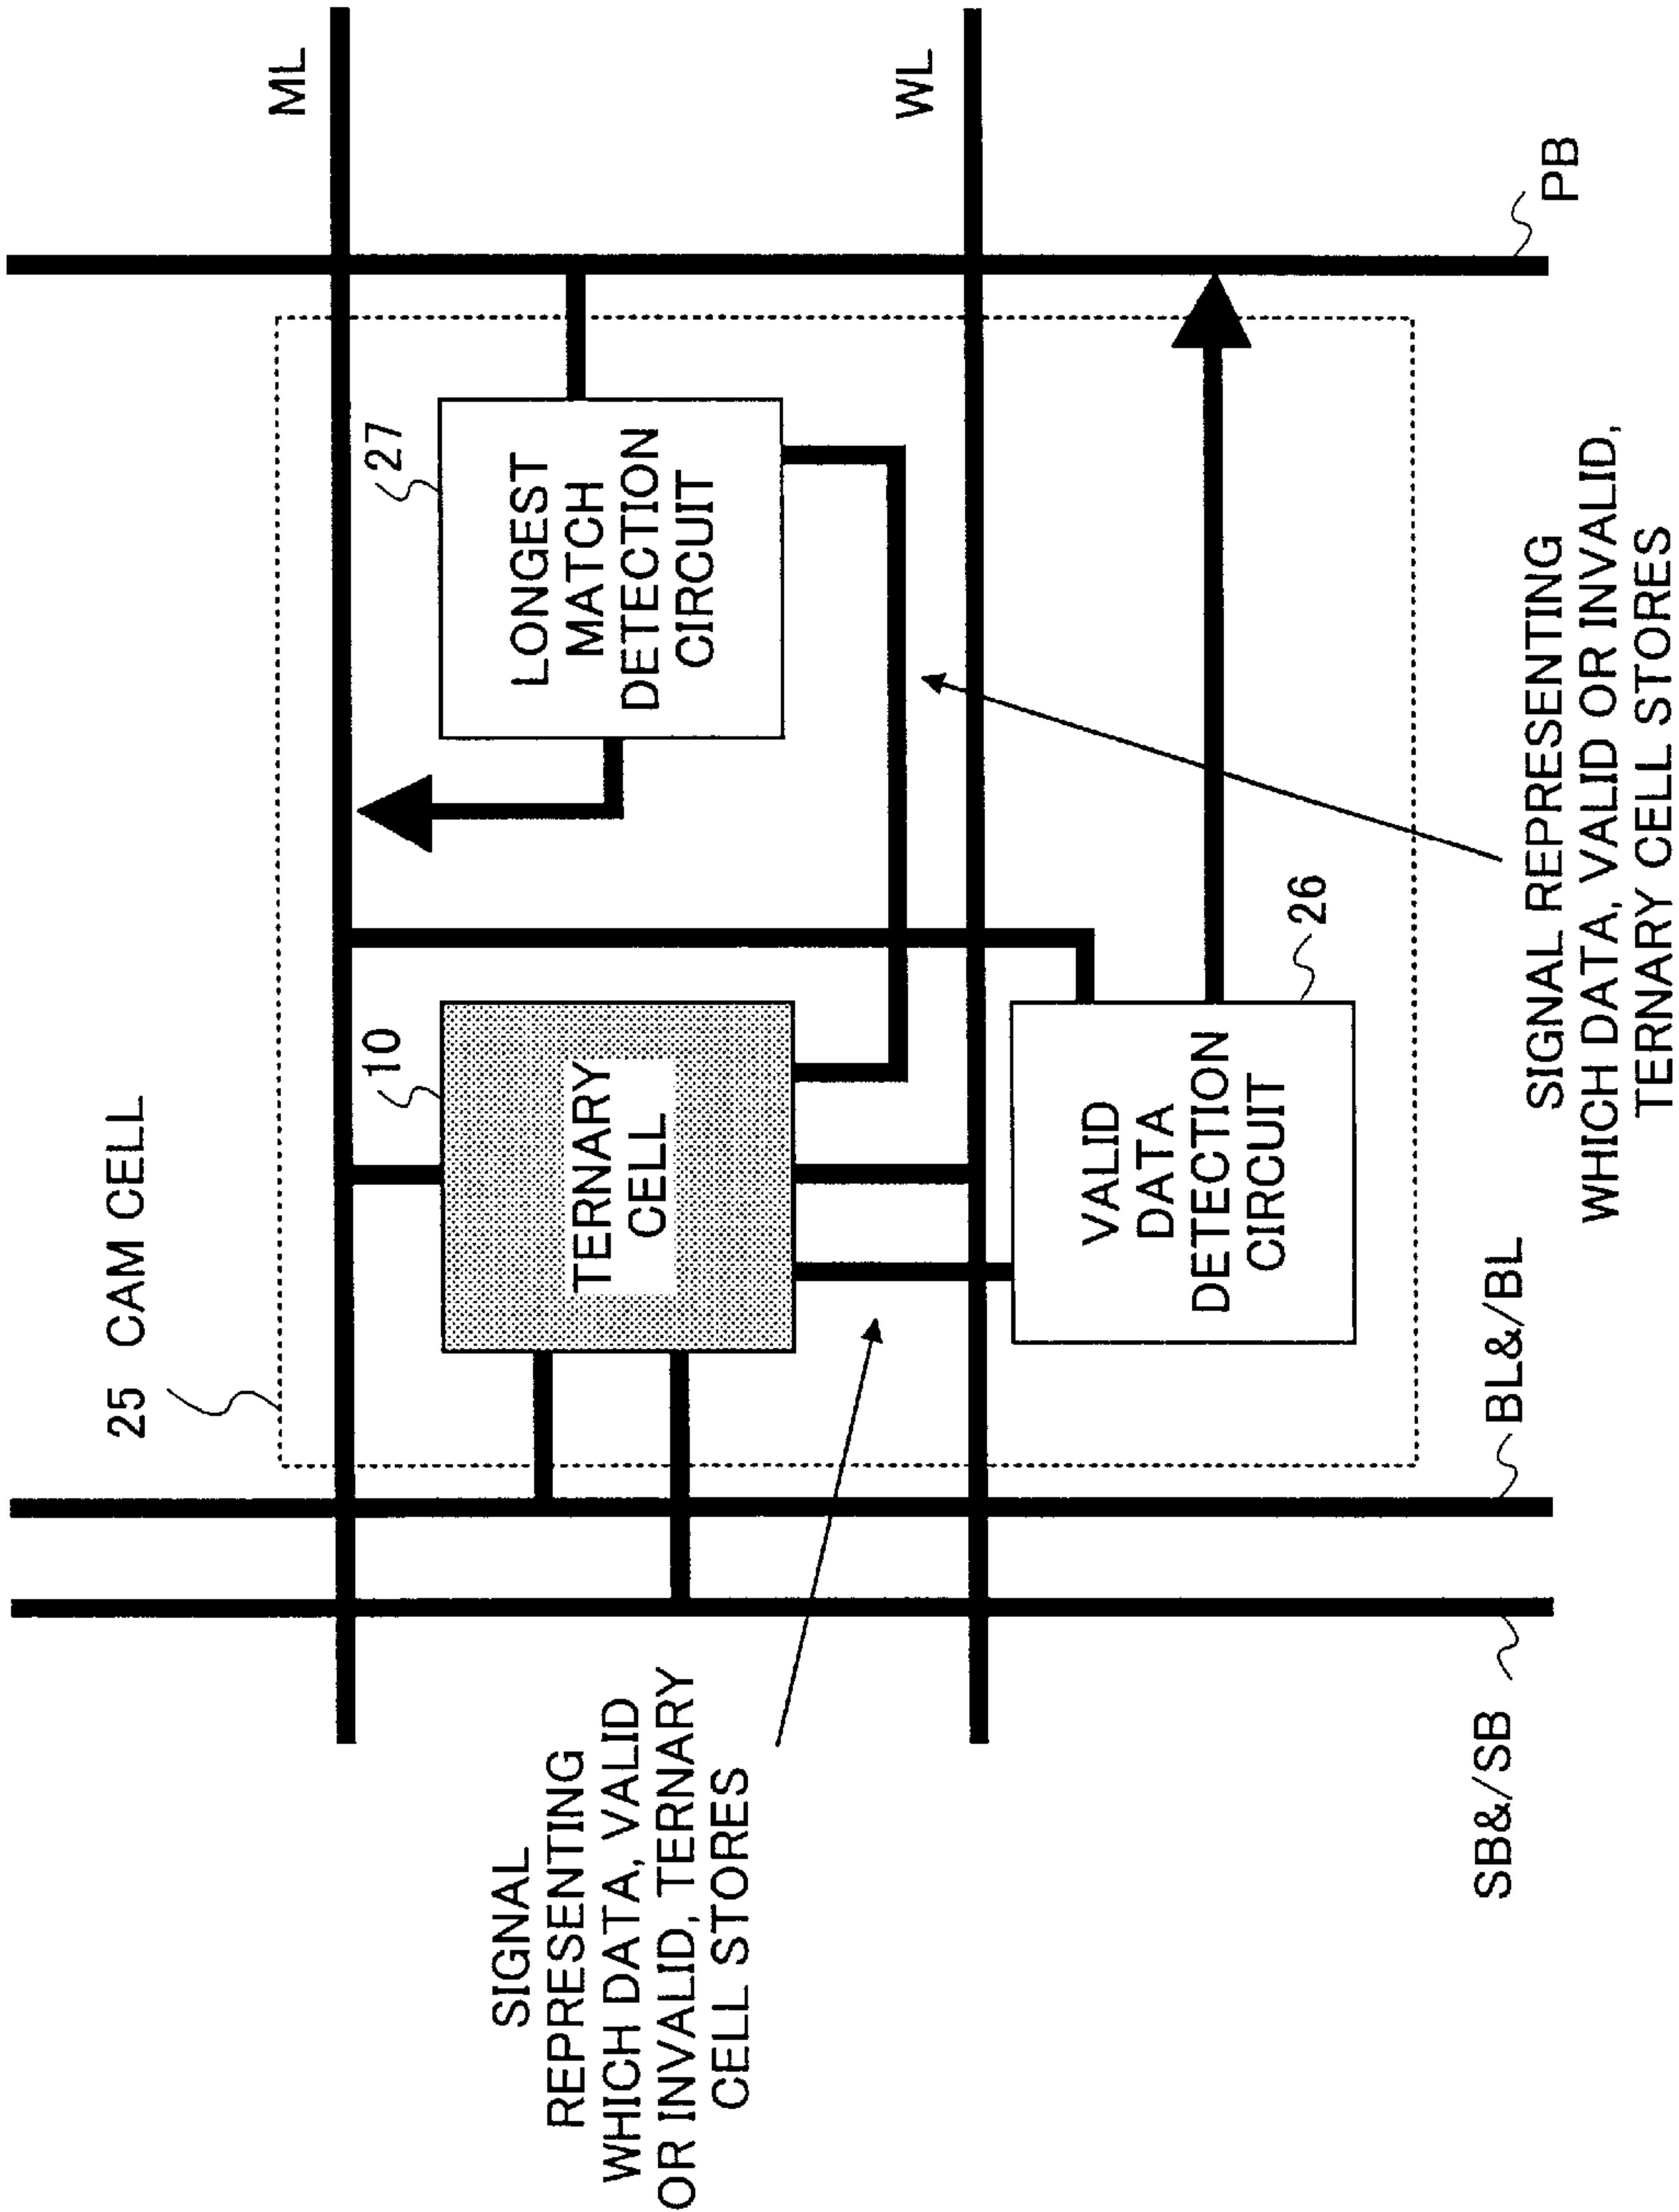 25 CAM CELL
ML
10
TERNARY
CELL
27
LONGEST
MATCH
DETECTION
CIRCUIT
SIGNAL
REPRESENTING
WHICH DATA, VALID
OR INVALID, TERNARY
CELL STORES
WL
VALID
DATA
DETECTION
CIRCUIT
26
SB&/SB
BL&/BL
PB
SIGNAL REPRESENTING
WHICH DATA, VALID OR INVALID,
TERNARY CELL STORES